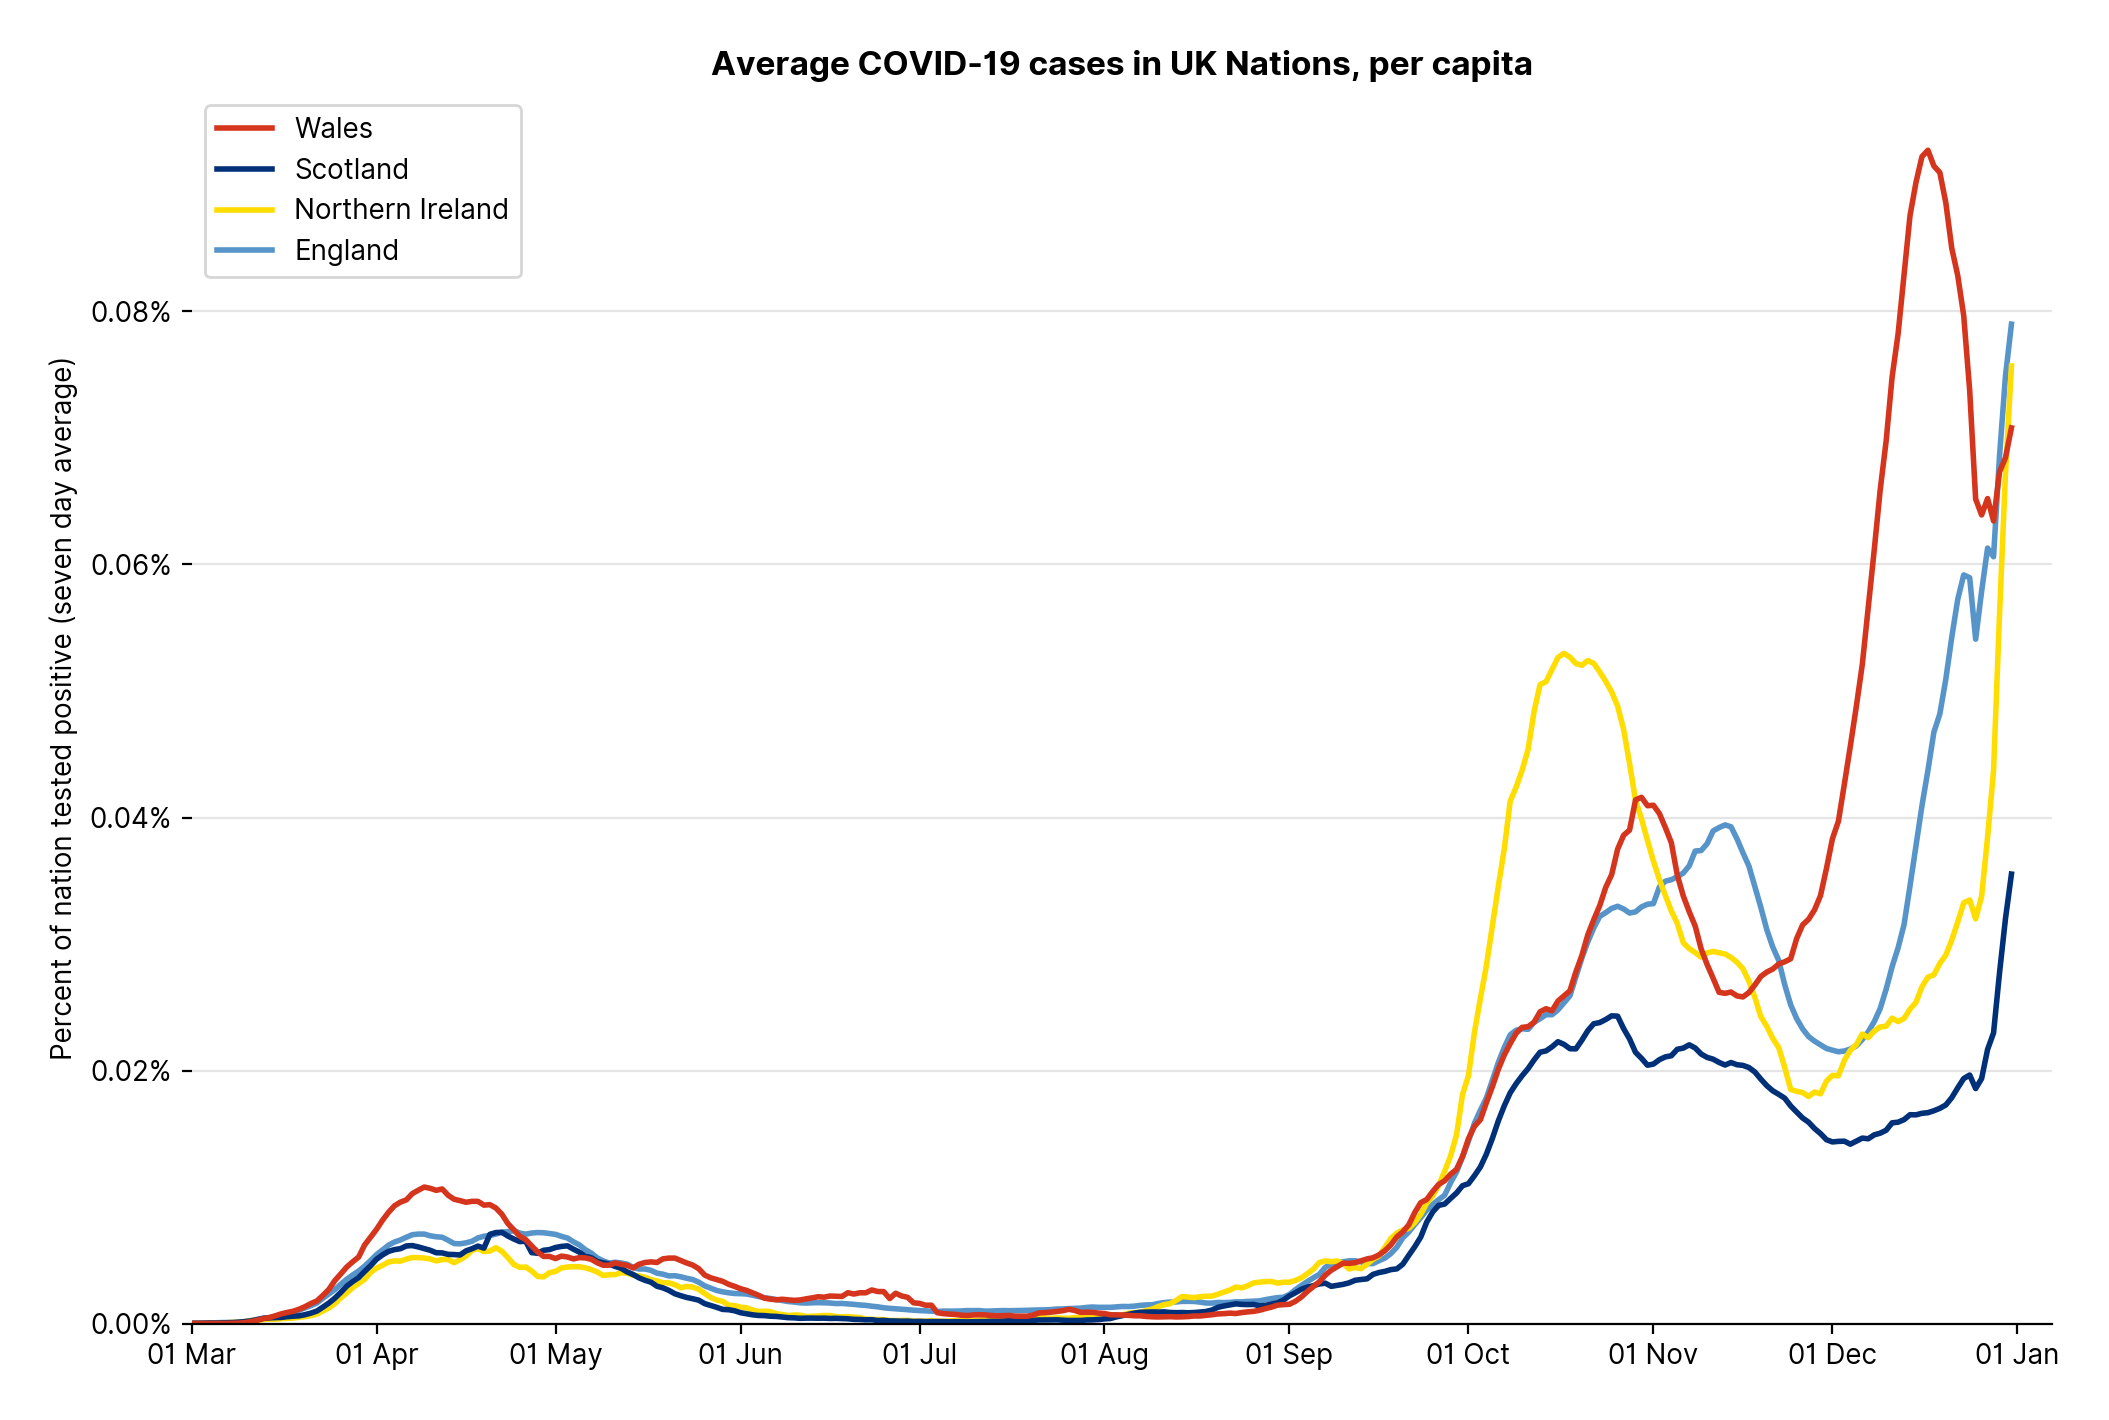 Average COVID-19 cases in UK Nations, per capita
Wales
Scotland
Northern Ireland
England
Percent of nation tested positive (seven day average)
0.08%
0.06%
0.04%
0.02%
0.00%
01 Mar 01 Apr 01 May 01 Jun 01 Jul 01 Aug 01 Sep 01 Oct 01 Nov 01 Dec 01 Jan